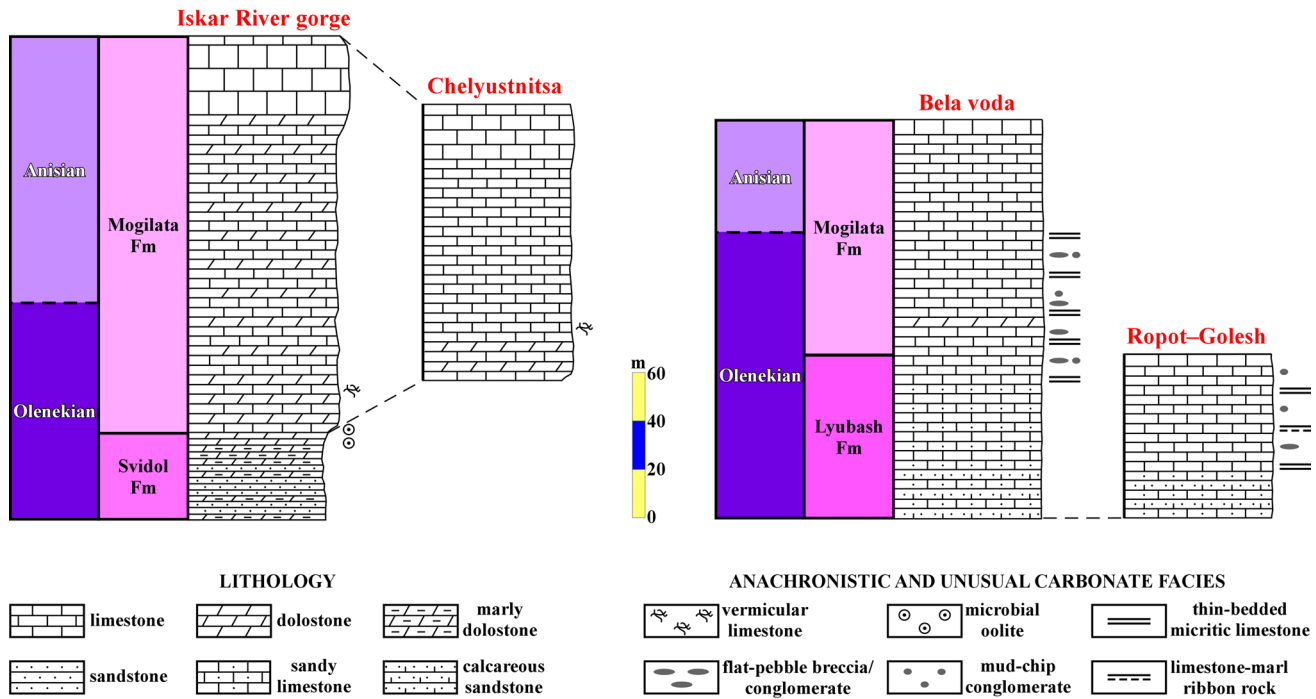 Iskar River gorge
Chelyustnitsa
Bela voda
Anisian
Mogilata
Fm
Olenekian
Svidol
Fm
Anisian
Mogilata
Fm
Olenekian
Lyubash
Fm
Ropot–Golesh
m
60
40
20
0
LITHOLOGY
limestone
dolostone
marly
dolostone
sandstone
sandy
limestone
calcareous
sandstone
ANACHRONISTIC AND UNUSUAL CARBONATE FACIES
vermicular
limestone
microbial
oolite
thin-bedded
micritic limestone
flat-pebble breccia/
conglomerate
mud-chip
conglomerate
limestone-marl
ribbon rock